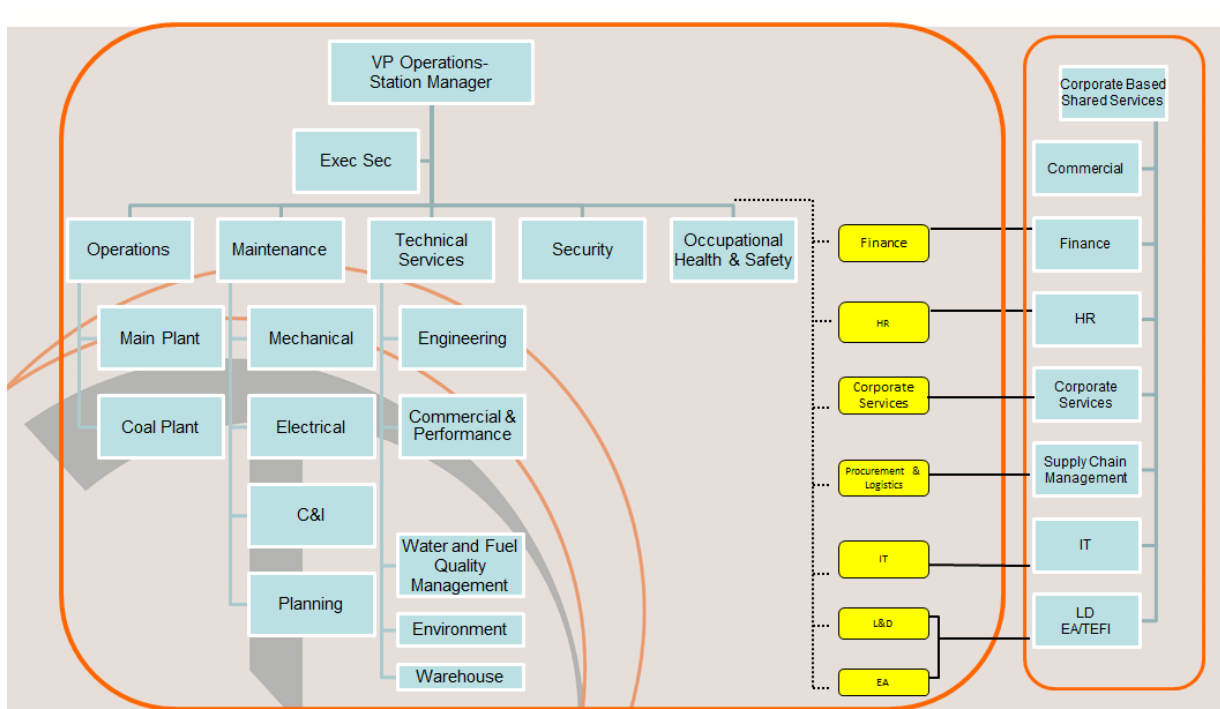 VP Operations-
Station Manager
Exec Sec
Operations
Maintenance
Technical
Services
Security
Occupational
Health & Safety
Main Plant
Coal Plant
Mechanical
Electrical
C&I
Planning
Engineering
Commercial &
Performance
Water and Fuel
Quality
Management
Environment
Warehouse
Finance
HR
Corporate
Services
Procurement &
Logistics
IT
L&D
EA
Corporate Based
Shared Services
Commercial
Finance
HR
Corporate
Services
Supply Chain
Management
IT
LD
EA/TEFI